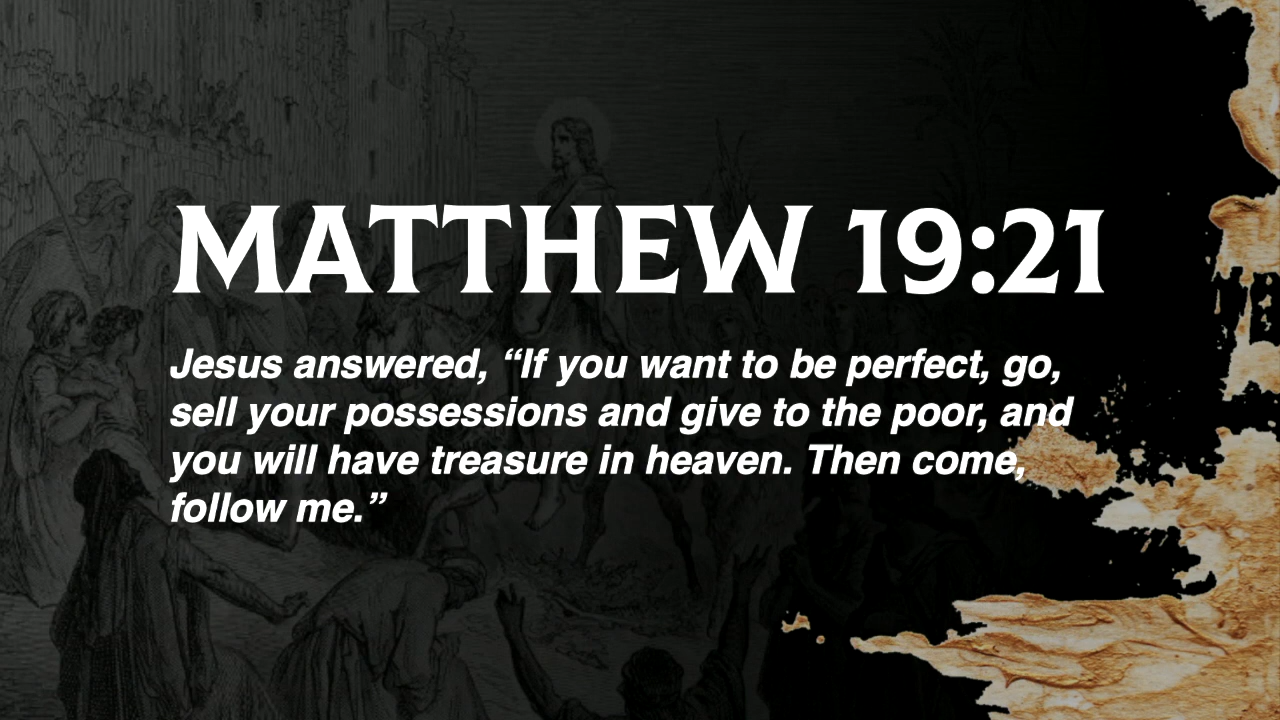 MATTHEW 19:21
Jesus answered, “If you want to be perfect, go,
sell your possessions and give to the poor, and
you will have treasure in heaven. Then come,
follow me.”